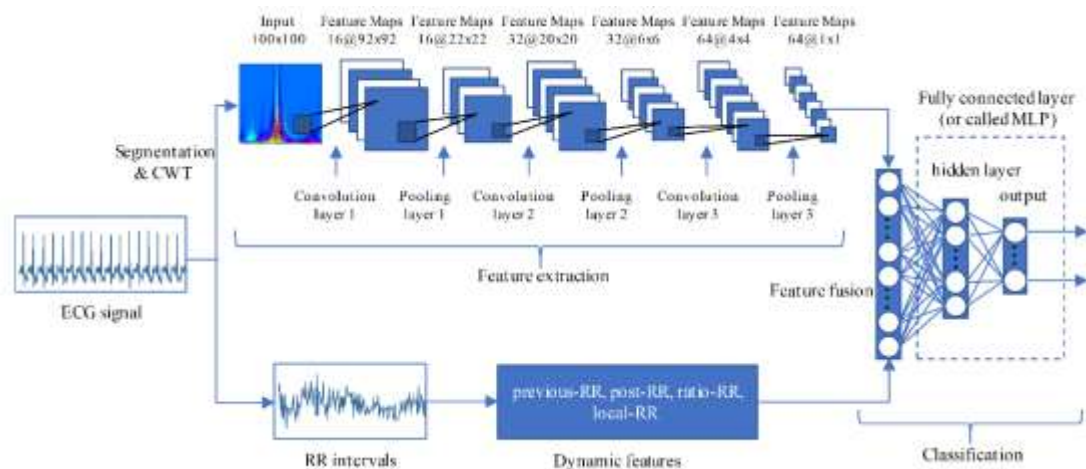 Input
100x100
Feature Maps
16@92x92
Feature Maps
16@22x22
Feature Maps
32@20x20
Feature Maps
32@6x6
Feature Maps
64@4x4
Feature Maps
64@1x1
Segmentation
& CWT
Convolution
layer 1
Pooling
layer 1
Convolution
layer 2
Pooling
layer 2
Convolution
layer 3
Pooling
layer 3
Fully connected layer
(or called MLP)
hidden layer
output
Feature extraction
Feature fusion
ECG signal
previous-RR, post-RR, ratio-RR,
local-RR
RR intervals
Dynamic features
Classification